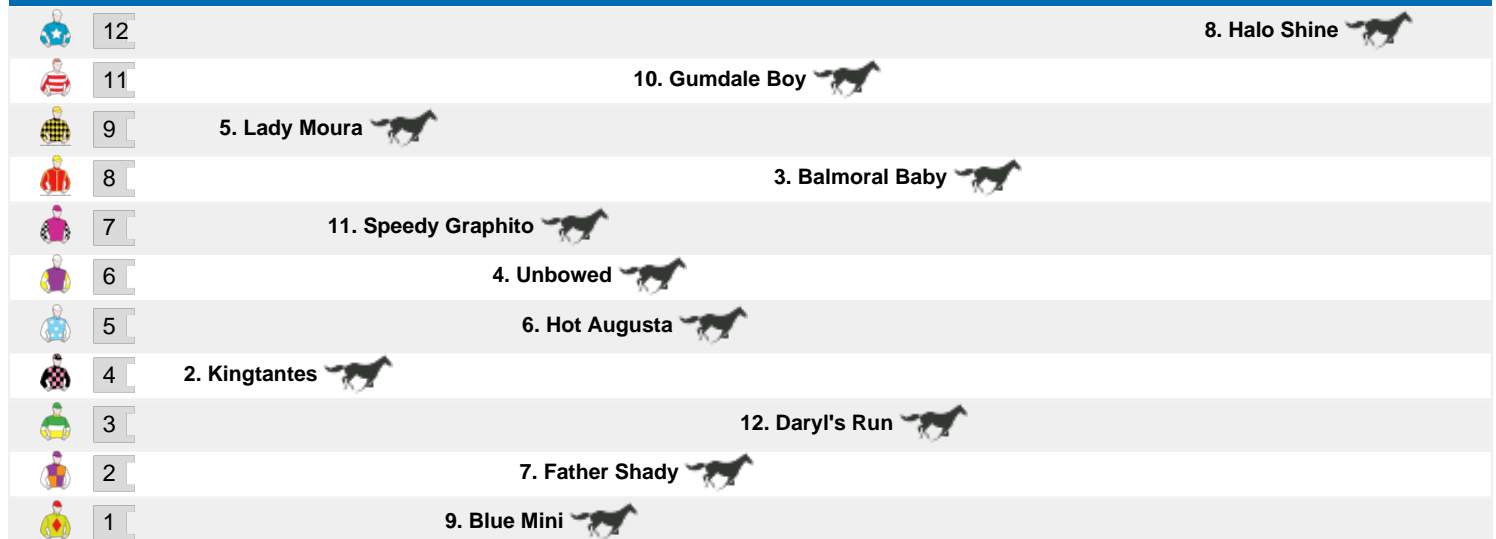 12 8. Halo Shine
11 10. Gumdale Boy
9 5. Lady Moura
8 3. Balmoral Baby
7 11. Speedy Graphito
6 4. Unbowed
5 6. Hot Augusta
4 2. Kingtantes
3 12. Daryl's Run
2 7. Father Shady
1 9. Blue Mini